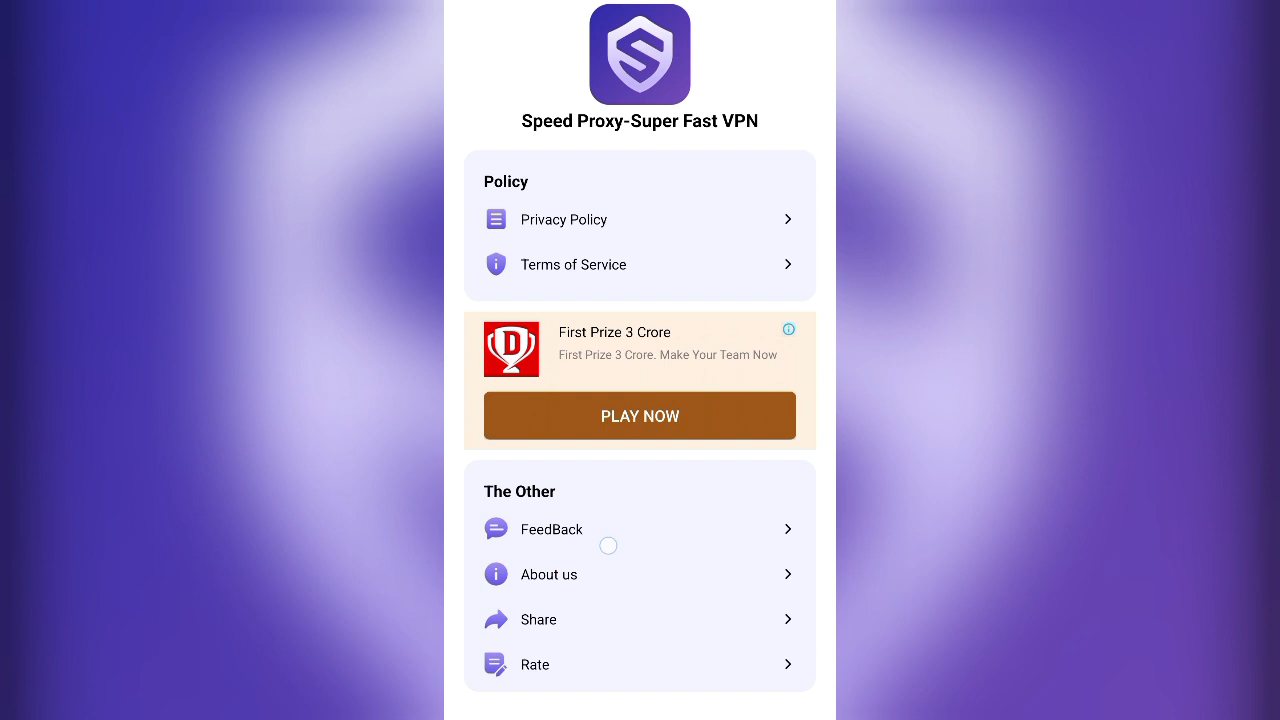 Speed Proxy-Super Fast VPN
Policy
Privacy Policy
Terms of Service
D
First Prize 3 Crore
First Prize 3 Crore. Make Your Team Now
PLAY NOW
The Other
FeedBack
About us
Share
Rate